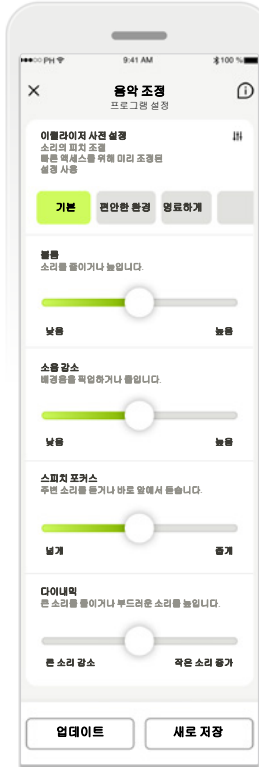 PH 9:41 AM 100 %
음악 조정
프로그램 설정
이퀄라이저 사전 설정
소리의 피치 조절
빠른 액세스를 위해 미리 조정된
설정 사용
기본 편안한 환경 명료하게
볼륨
소리를 줄이거나 높입니다.
낮음 높음
소음 감소
배경음을 픽업하거나 줄입니다.
낮음 높음
스피치 포커스
주변 소리를 듣거나 바로 앞에서 듣습니다.
넓게 좁게
다이내믹
큰 소리를 줄이거나 부드러운 소리를 높입니다.
큰 소리 감소 작은 소리 증가
업데이트 새로 저장